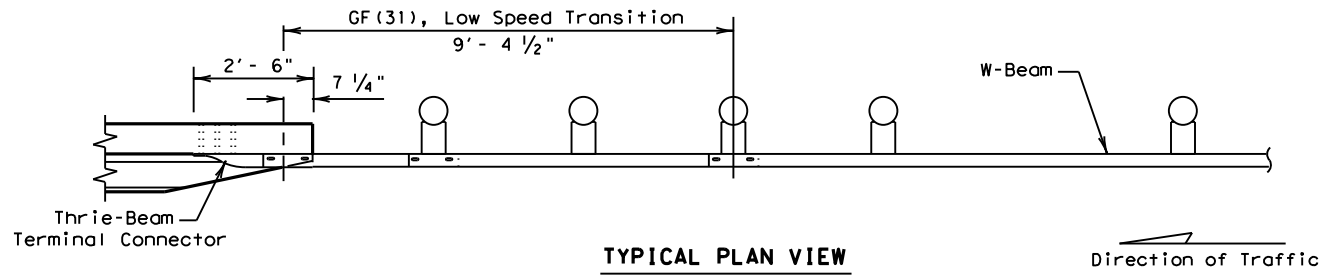 GF(31), Low Speed Transition
9'- 4 1/2"
2'- 6"
7 1/4"
W-Beam
Thrie-Beam
Terminal Connector
TYPICAL PLAN VIEW
Direction of Traffic